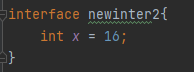 interface newinter2{
    int x = 16;
}